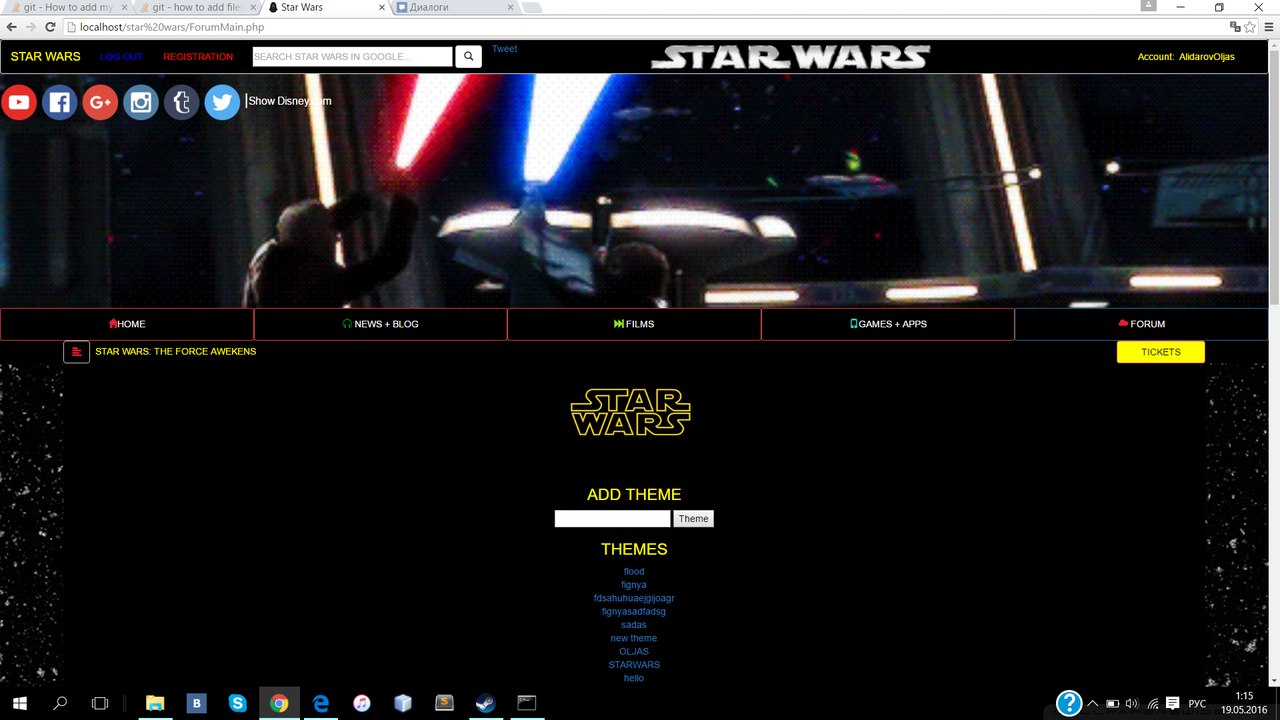 git - How to add my
git - how to add files
Star Wars
Диалоги
localhost/star%20wars/ForumMain.php
STAR WARS
LOG OUT
REGISTRATION
SEARCH STAR WARS IN GOOGLE...
Tweet
STAR WARS
Account: AlidarovOljas
Show Disney.com
HOME
NEWS + BLOG
FILMS
GAMES + APPS
FORUM
STAR WARS: THE FORCE AWEKENS
TICKETS
STAR
WARS
ADD THEME
Theme
THEMES
flood
fignya
fdsahuhuaejgijoagr
fignyasadfadsg
sadas
new theme
OLJAS
STARWARS
hello
РУС
1:15
19.05.2016